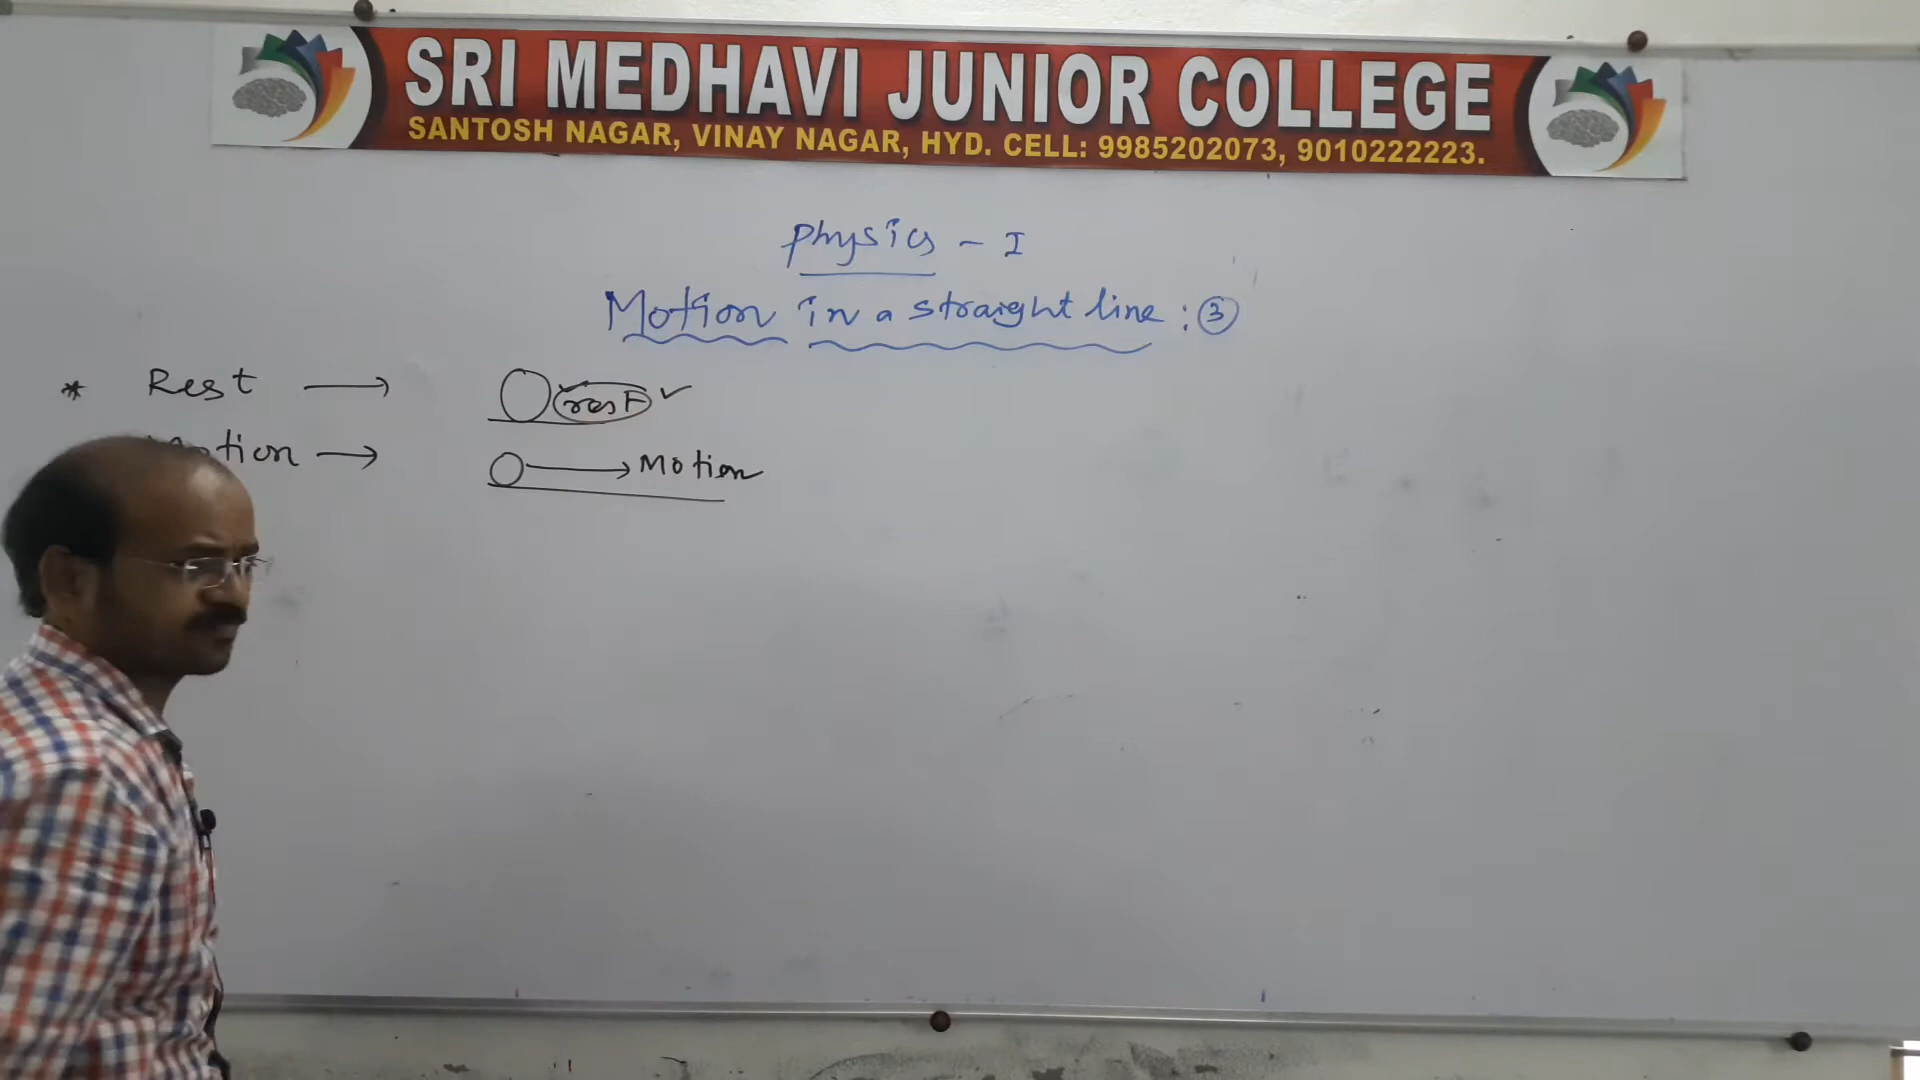 SRI MEDHAVI JUNIOR COLLEGE
SANTOSH NAGAR, VINAY NAGAR, HYD. CELL: 9985202073, 9010222223.
Physics - I
Motion in a straight line : 3
* Rest → rest ✓
Motion → → Motion